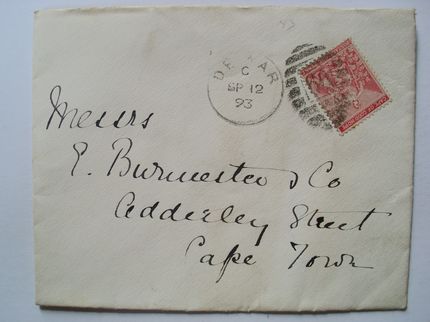 DE AAR
C
SP 12
93
Messrs
E. Burmester & Co
Adderley Street
Cape Town